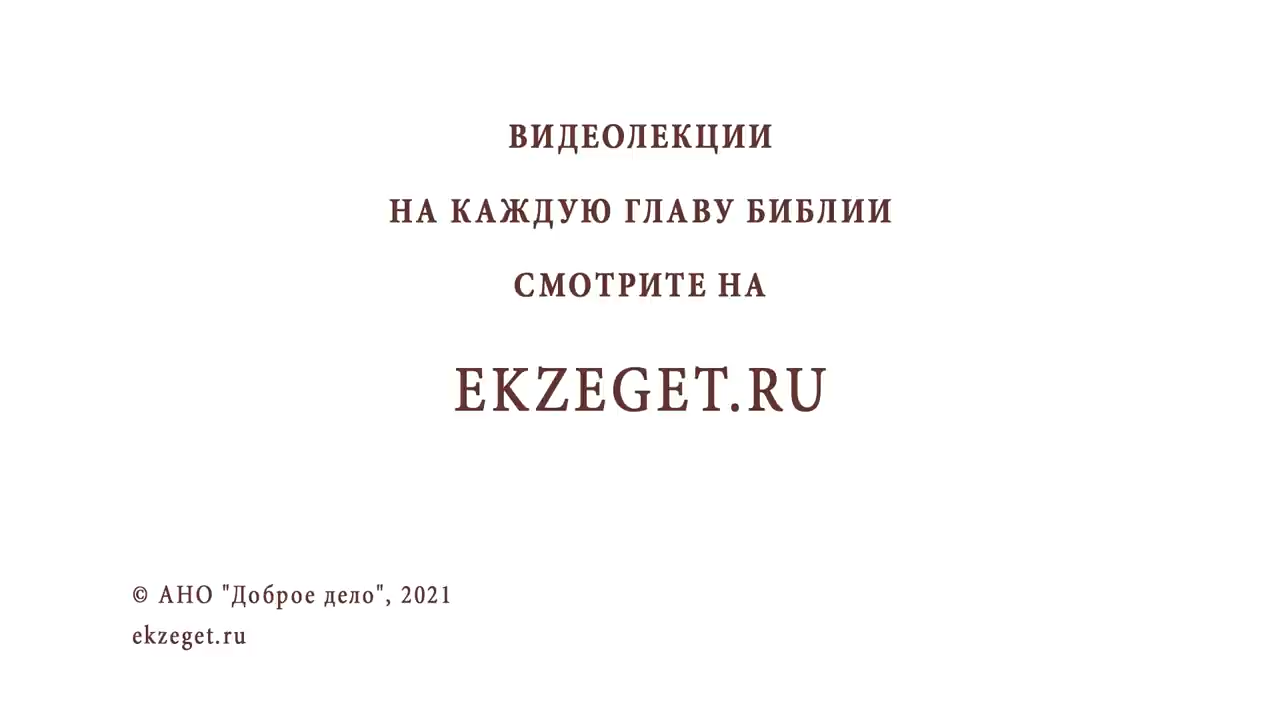 ВИДЕОЛЕКЦИИ
НА КАЖДУЮ ГЛАВУ БИБЛИИ
СМОТРИТЕ НА
EKZEGET.RU
© АНО "Доброе дело", 2021
ekzeget.ru